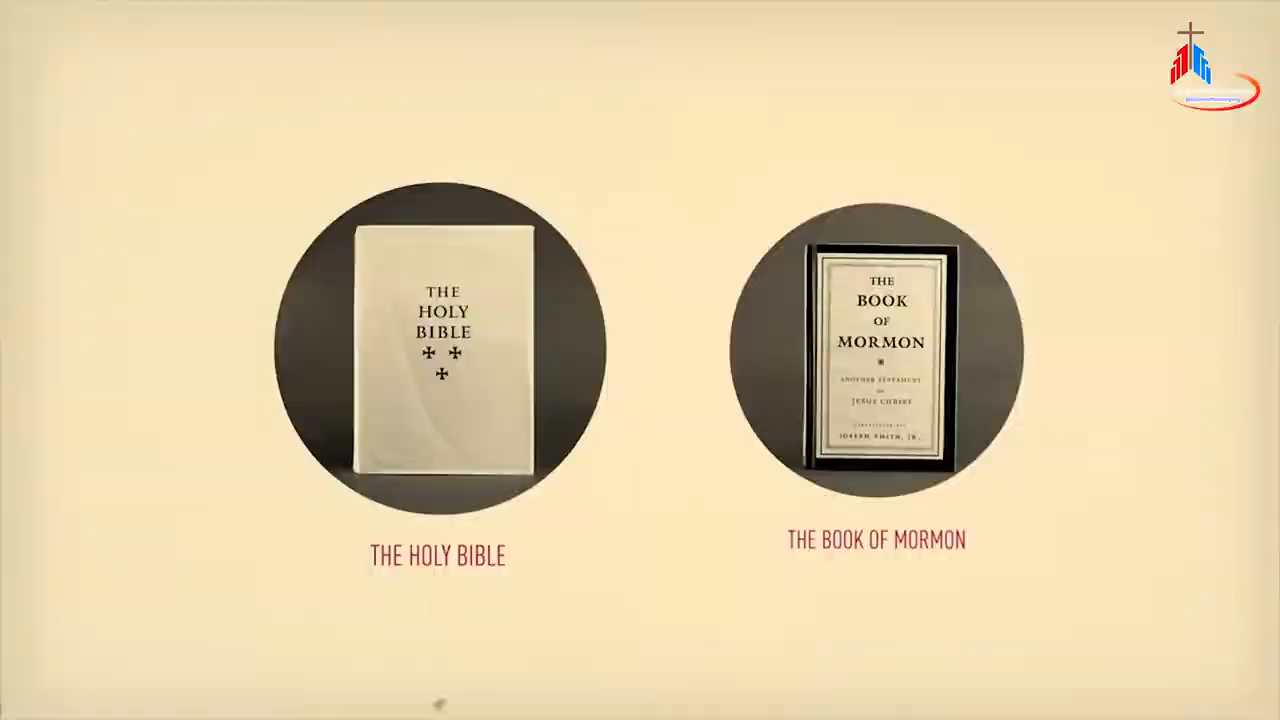 THE
HOLY
BIBLE
THE HOLY BIBLE
THE
BOOK
OF
MORMON
ANOTHER TESTAMENT
OF
JESUS CHRIST
JOSEPH SMITH, JR.
THE BOOK OF MORMON